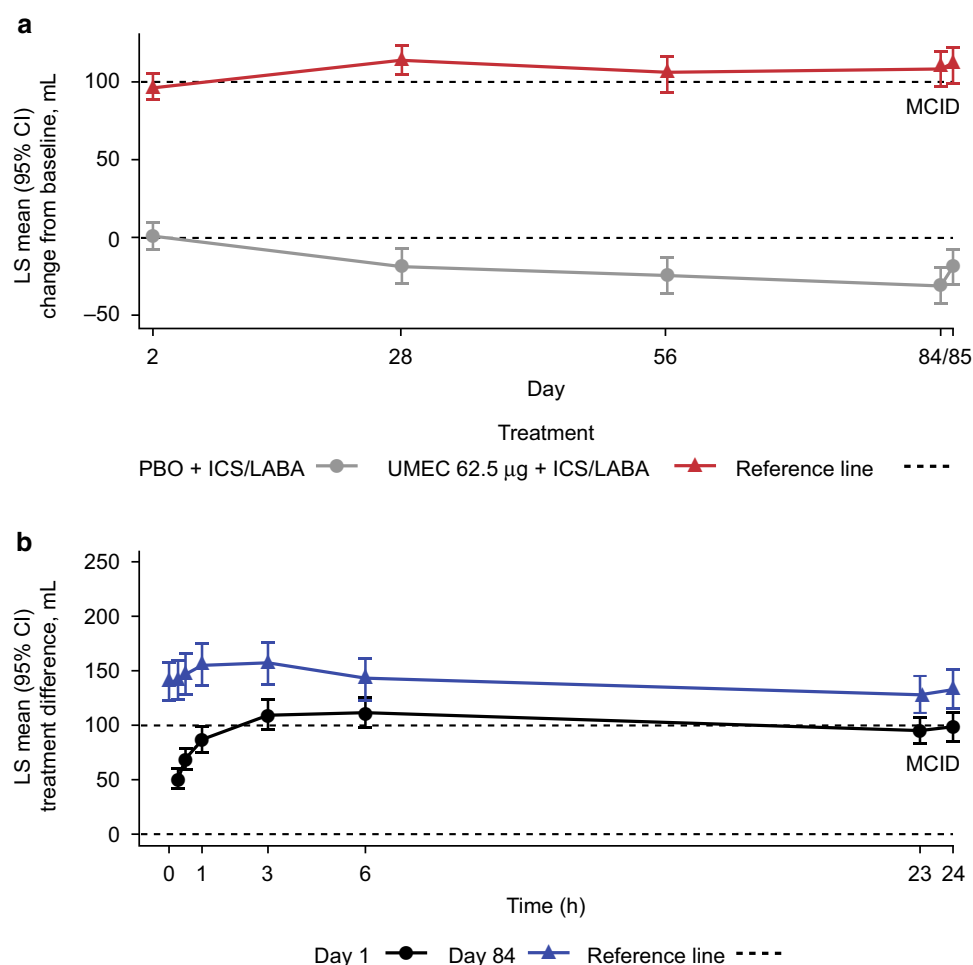 a
LS mean (95% CI)
change from baseline, mL
100
50
0
–50
MCID
2 28 56 84/85
Day
Treatment
PBO + ICS/LABA UMEC 62.5 µg + ICS/LABA Reference line
b
LS mean (95% CI)
treatment difference, mL
250
200
150
100
50
0
MCID
0 1 3 6 23 24
Time (h)
Day 1 Day 84 Reference line